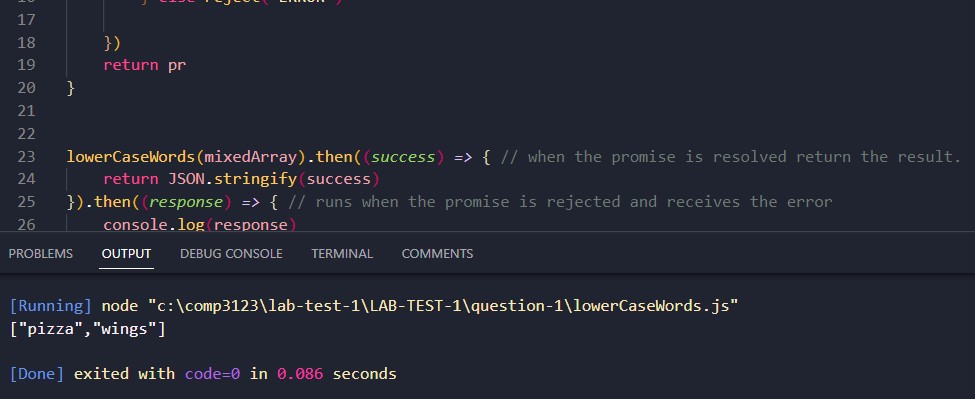 } else reject("ERROR")
17
18 })
19 return pr
20 }
21
22
23 lowerCaseWords(mixedArray).then((success) => { // when the promise is resolved return the result.
24 return JSON.stringify(success)
25 }).then((response) => { // runs when the promise is rejected and receives the error
26 console.log(response)
PROBLEMS OUTPUT DEBUG CONSOLE TERMINAL COMMENTS
[Running] node "c:\comp3123\lab-test-1\LAB-TEST-1\question-1\lowerCaseWords.js"
["pizza","wings"]
[Done] exited with code=0 in 0.086 seconds